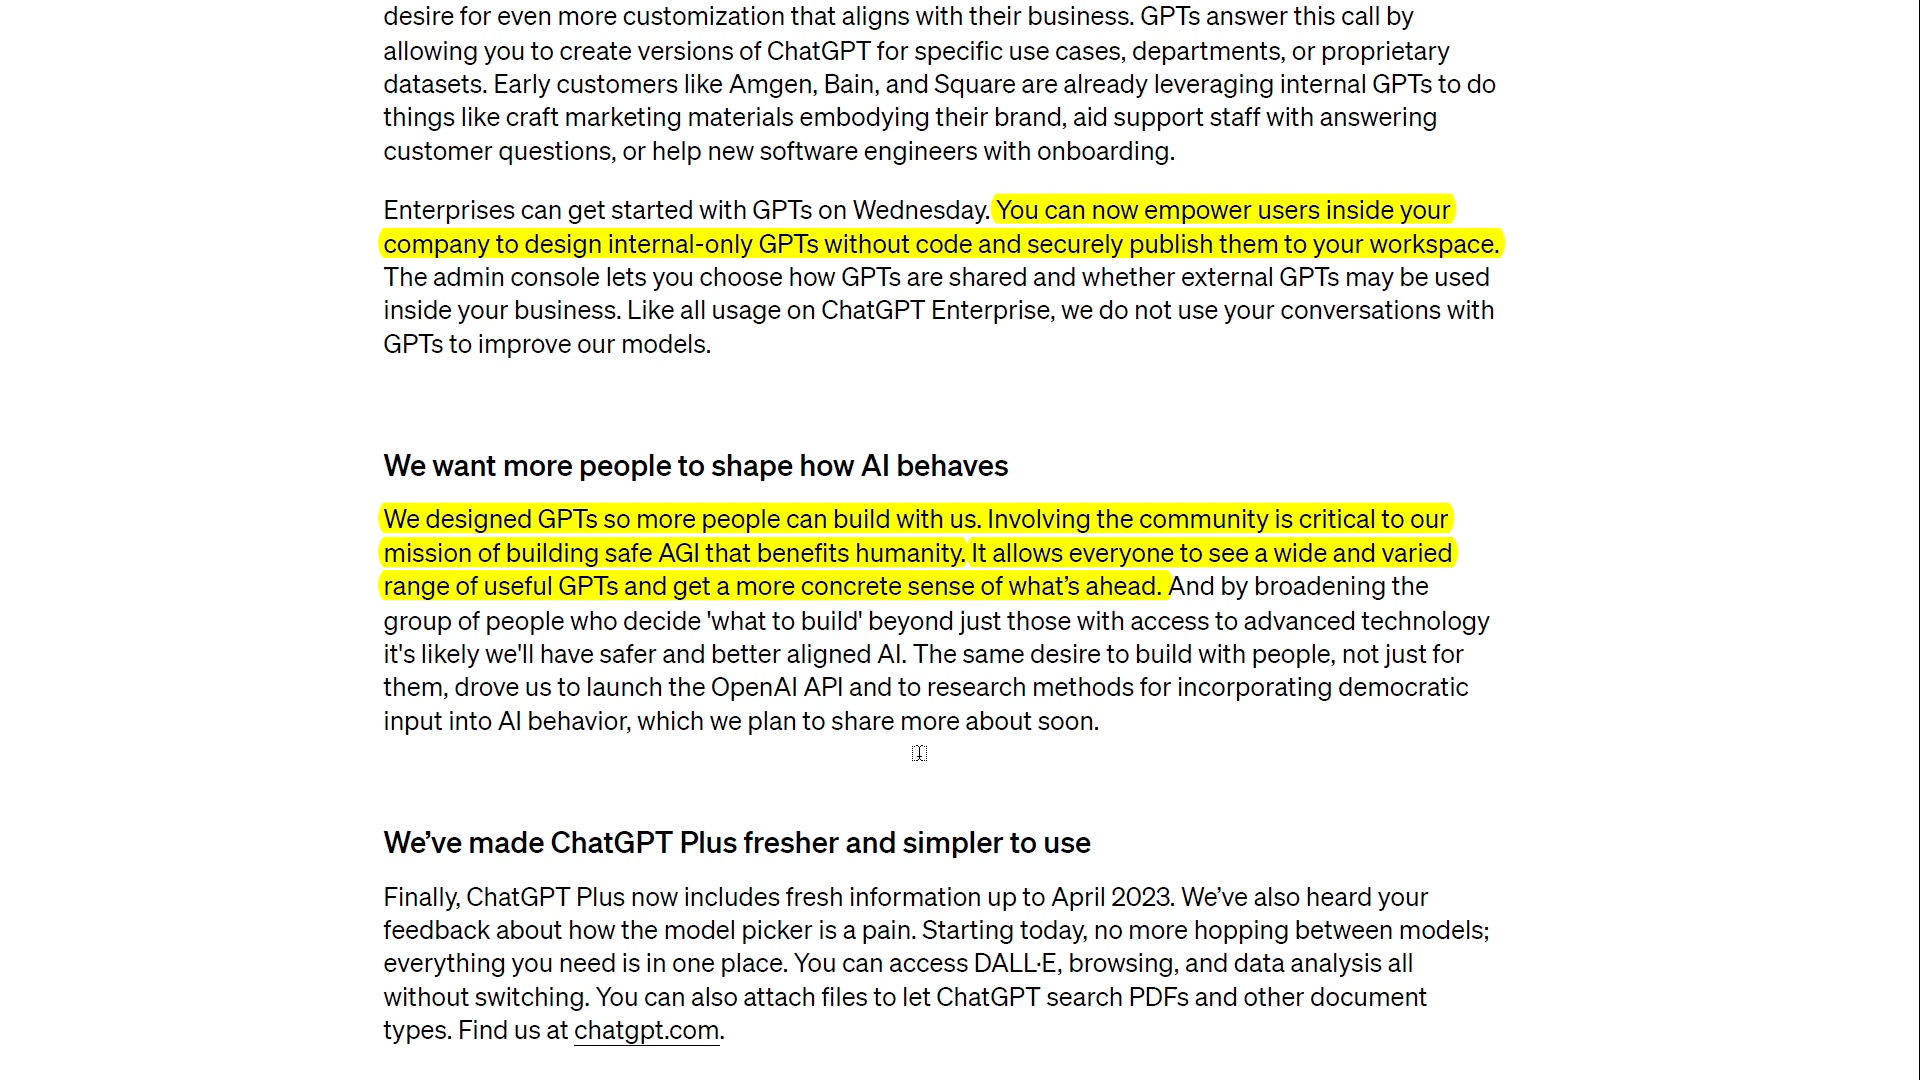 desire for even more customization that aligns with their business. GPTs answer this call by
allowing you to create versions of ChatGPT for specific use cases, departments, or proprietary
datasets. Early customers like Amgen, Bain, and Square are already leveraging internal GPTs to do
things like craft marketing materials embodying their brand, aid support staff with answering
customer questions, or help new software engineers with onboarding.
Enterprises can get started with GPTs on Wednesday. You can now empower users inside your
company to design internal-only GPTs without code and securely publish them to your workspace.
The admin console lets you choose how GPTs are shared and whether external GPTs may be used
inside your business. Like all usage on ChatGPT Enterprise, we do not use your conversations with
GPTs to improve our models.
We want more people to shape how AI behaves
We designed GPTs so more people can build with us. Involving the community is critical to our
mission of building safe AGI that benefits humanity. It allows everyone to see a wide and varied
range of useful GPTs and get a more concrete sense of what’s ahead. And by broadening the
group of people who decide 'what to build' beyond just those with access to advanced technology
it's likely we'll have safer and better aligned AI. The same desire to build with people, not just for
them, drove us to launch the OpenAI API and to research methods for incorporating democratic
input into AI behavior, which we plan to share more about soon.
We’ve made ChatGPT Plus fresher and simpler to use
Finally, ChatGPT Plus now includes fresh information up to April 2023. We’ve also heard your
feedback about how the model picker is a pain. Starting today, no more hopping between models;
everything you need is in one place. You can access DALL·E, browsing, and data analysis all
without switching. You can also attach files to let ChatGPT search PDFs and other document
types. Find us at chatgpt.com.